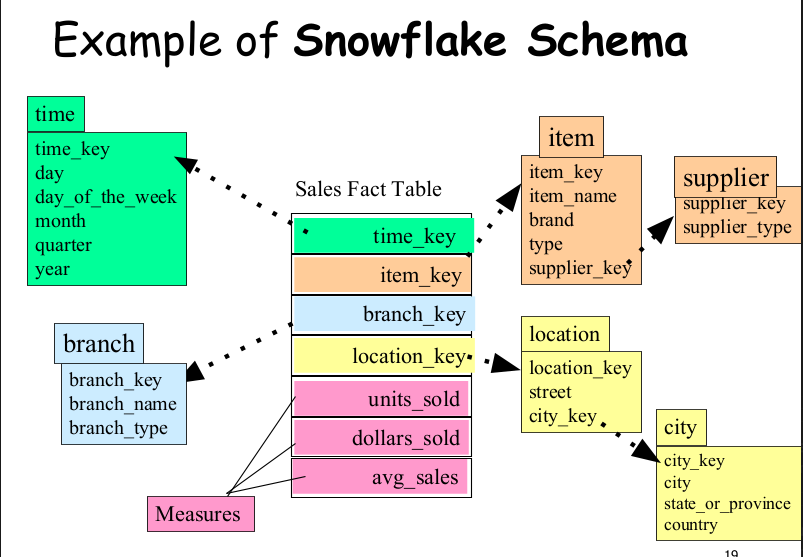 Example of Snowflake Schema
time
time_key
day
day_of_the_week
month
quarter
year
branch
branch_key
branch_name
branch_type
Sales Fact Table
time_key
item_key
branch_key
location_key
units_sold
dollars_sold
avg_sales
Measures
item
item_key
item_name
brand
type
supplier_key
supplier
supplier_key
supplier_type
location
location_key
street
city_key
city
city_key
city
state_or_province
country
19